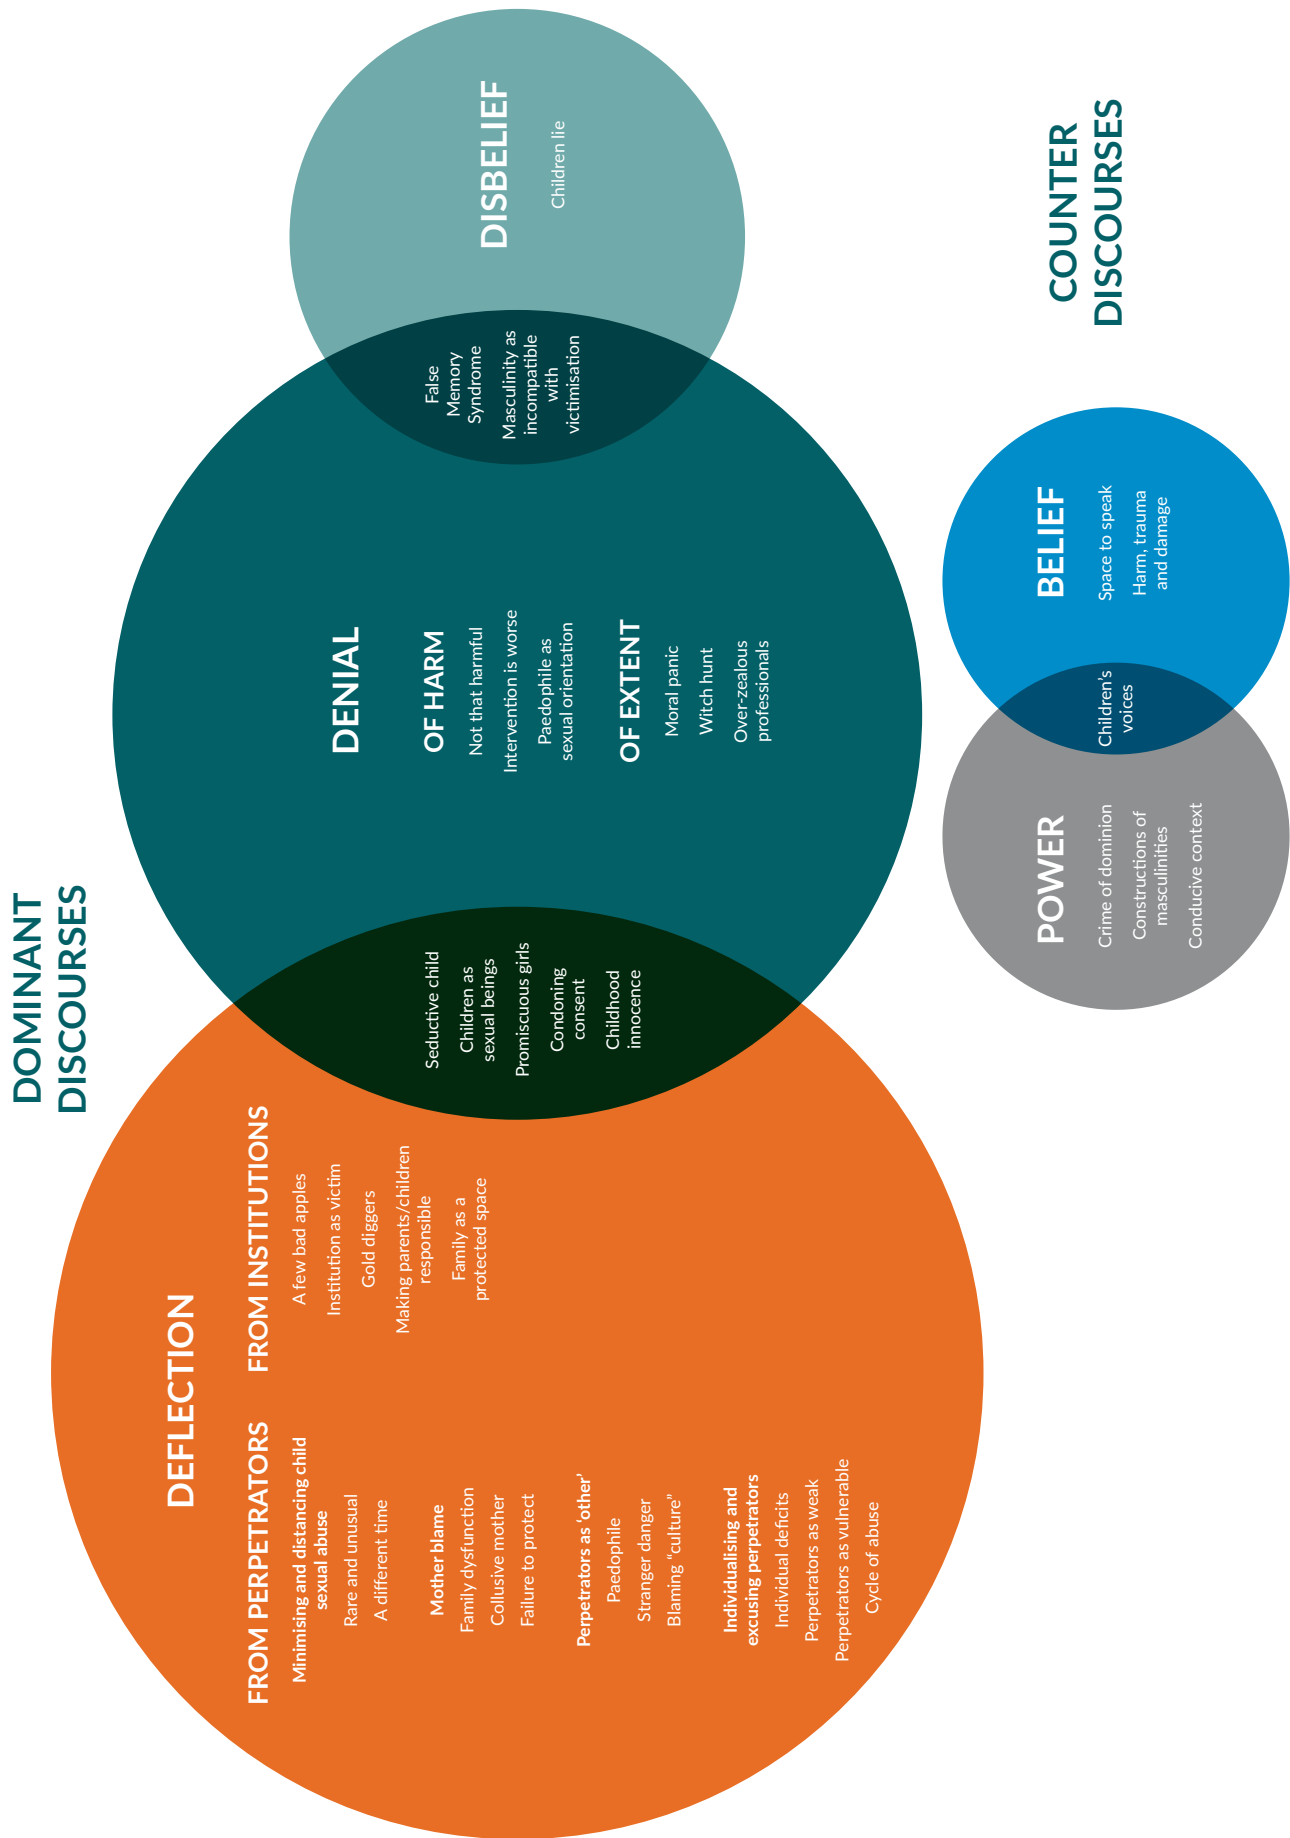 DOMINANT
DISCOURSES
DEFLECTION
FROM PERPETRATORS
Minimising and distancing child
sexual abuse
Rare and unusual
A different time
Mother blame
Family dysfunction
Collusive mother
Failure to protect
Perpetrators as ‘other’
Paedophile
Stranger danger
Blaming “culture”
Individualising and
excusing perpetrators
Individual deficits
Perpetrators as weak
Perpetrators as vulnerable
Cycle of abuse
FROM INSTITUTIONS
A few bad apples
Institution as victim
Gold diggers
Making parents/children
responsible
Family as a
protected space
Seductive child
Children as
sexual beings
Promiscuous girls
Condoning
consent
Childhood
innocence
DENIAL
OF HARM
Not that harmful
Intervention is worse
Paedophile as
sexual orientation
OF EXTENT
Moral panic
Witch hunt
Over-zealous
professionals
False
Memory
Syndrome
Masculinity as
incompatible
with
victimisation
DISBELIEF
Children lie
POWER
Crime of dominion
Constructions of
masculinities
Conducive context
Children’s
voices
BELIEF
Space to speak
Harm, trauma
and damage
COUNTER
DISCOURSES